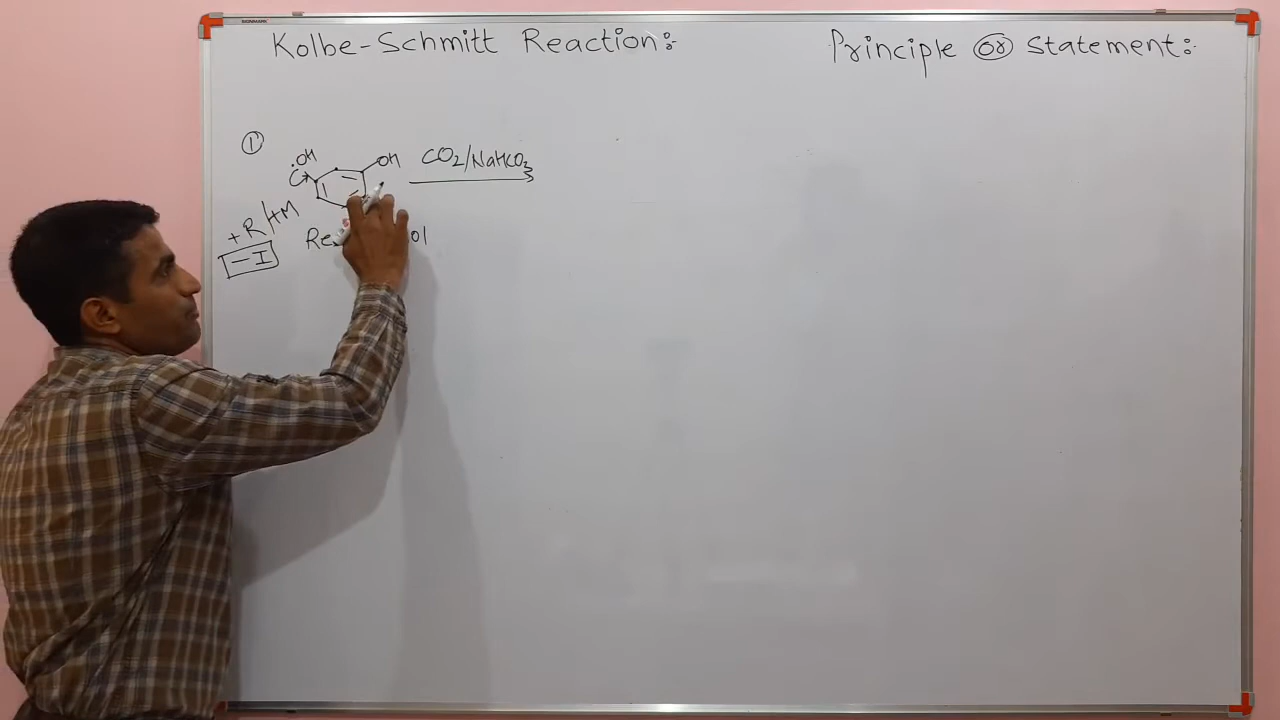 Kolbe-Schmitt Reaction:
Principle or Statement:
1
OH
OH
CO2/NaHCO3
+R/+M
-I